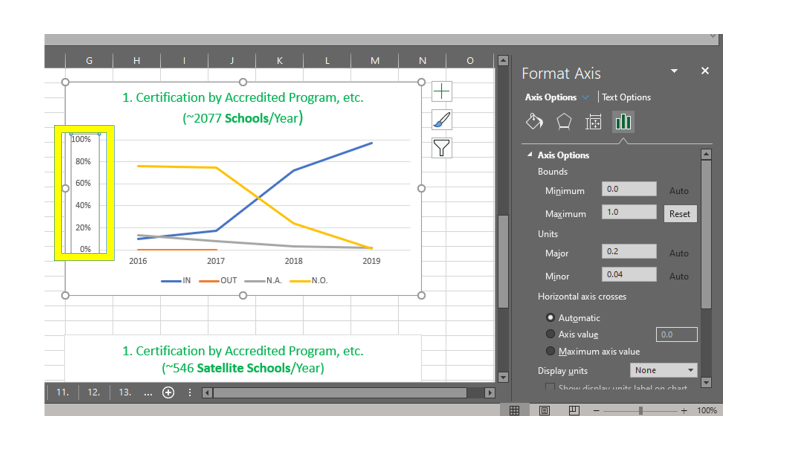 G H I J K L M N O
1. Certification by Accredited Program, etc.
(~2077 Schools/Year)
100%
80%
60%
40%
20%
0%
2016 2017 2018 2019
IN OUT N.A. N.O.
1. Certification by Accredited Program, etc.
(~546 Satellite Schools/Year)
11. 12. 13. ...
Format Axis
Axis Options Text Options
Axis Options
Bounds
Minimum 0.0 Auto
Maximum 1.0 Reset
Units
Major 0.2 Auto
Minor 0.04 Auto
Horizontal axis crosses
Automatic
Axis value 0.0
Maximum axis value
Display units None
Show display units label on chart
100%